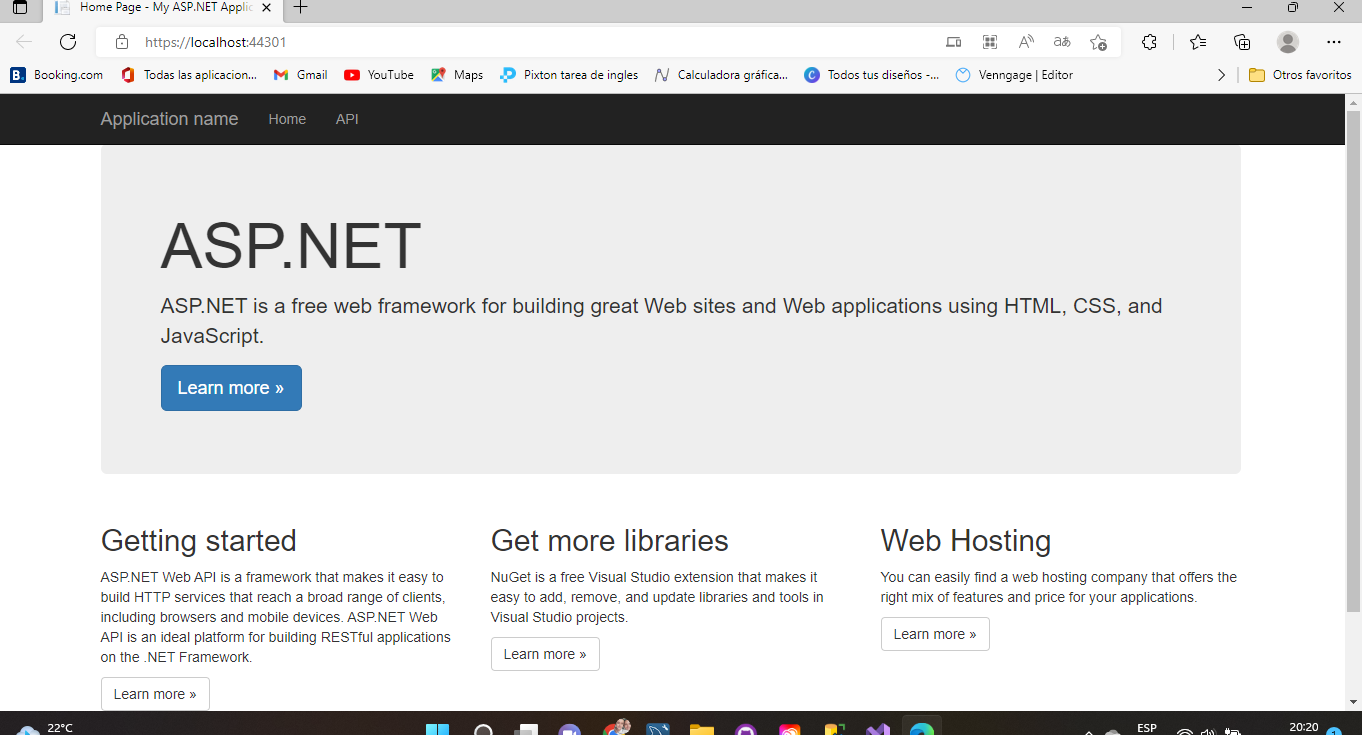 Home Page - My ASP.NET Applic
https://localhost:44301
Booking.com
Todas las aplicacion...
Gmail
YouTube
Maps
Pixton tarea de ingles
Calculadora gráfica...
Todos tus diseños -...
Venngage | Editor
Otros favoritos
Application name
Home
API
ASP.NET
ASP.NET is a free web framework for building great Web sites and Web applications using HTML, CSS, and
JavaScript.
Learn more »
Getting started
ASP.NET Web API is a framework that makes it easy to
build HTTP services that reach a broad range of clients,
including browsers and mobile devices. ASP.NET Web
API is an ideal platform for building RESTful applications
on the .NET Framework.
Learn more »
Get more libraries
NuGet is a free Visual Studio extension that makes it
easy to add, remove, and update libraries and tools in
Visual Studio projects.
Learn more »
Web Hosting
You can easily find a web hosting company that offers the
right mix of features and price for your applications.
Learn more »
22°C
ESP
20:20